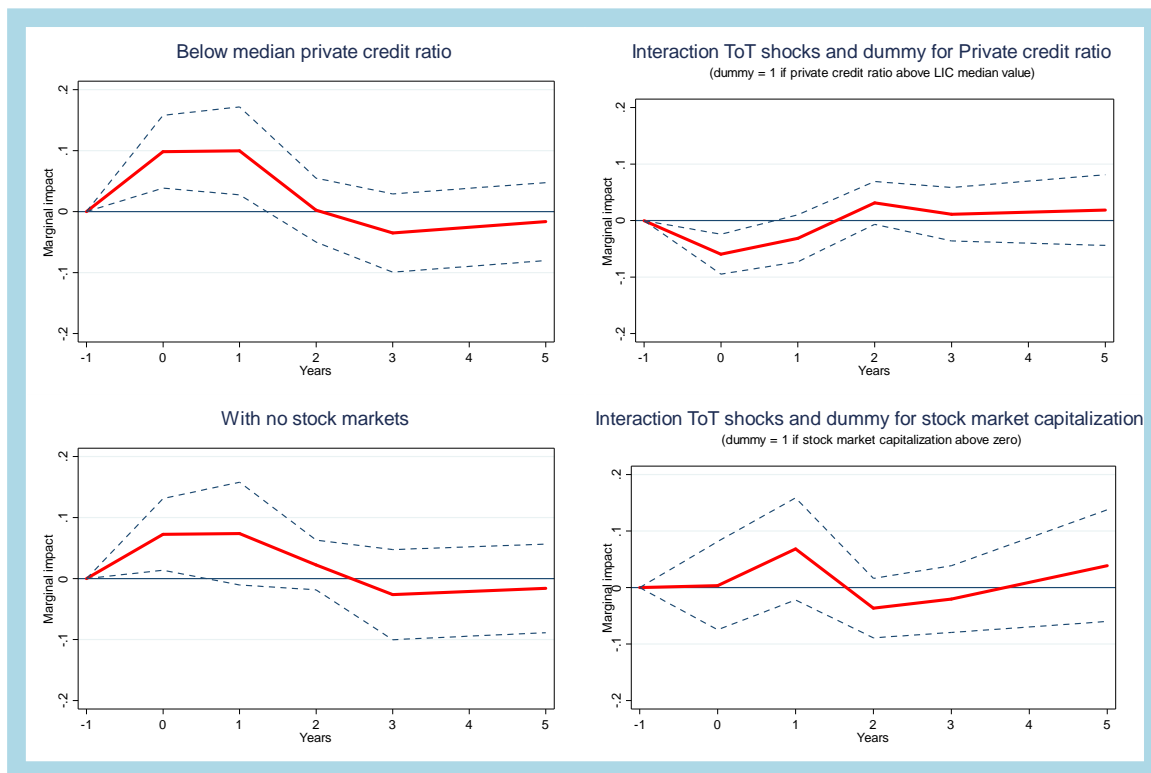 Below median private credit ratio
Marginal impact
.2
.1
0
-.1
-.2
-1 0 1 2 3 4 5
Years
Interaction ToT shocks and dummy for Private credit ratio
(dummy = 1 if private credit ratio above LIC median value)
Marginal impact
.2
.1
0
-.1
-.2
-1 0 1 2 3 4 5
Years
With no stock markets
Marginal impact
.2
.1
0
-.1
-.2
-1 0 1 2 3 4 5
Years
Interaction ToT shocks and dummy for stock market capitalization
(dummy = 1 if stock market capitalization above zero)
Marginal impact
.2
.1
0
-.1
-.2
-1 0 1 2 3 4 5
Years